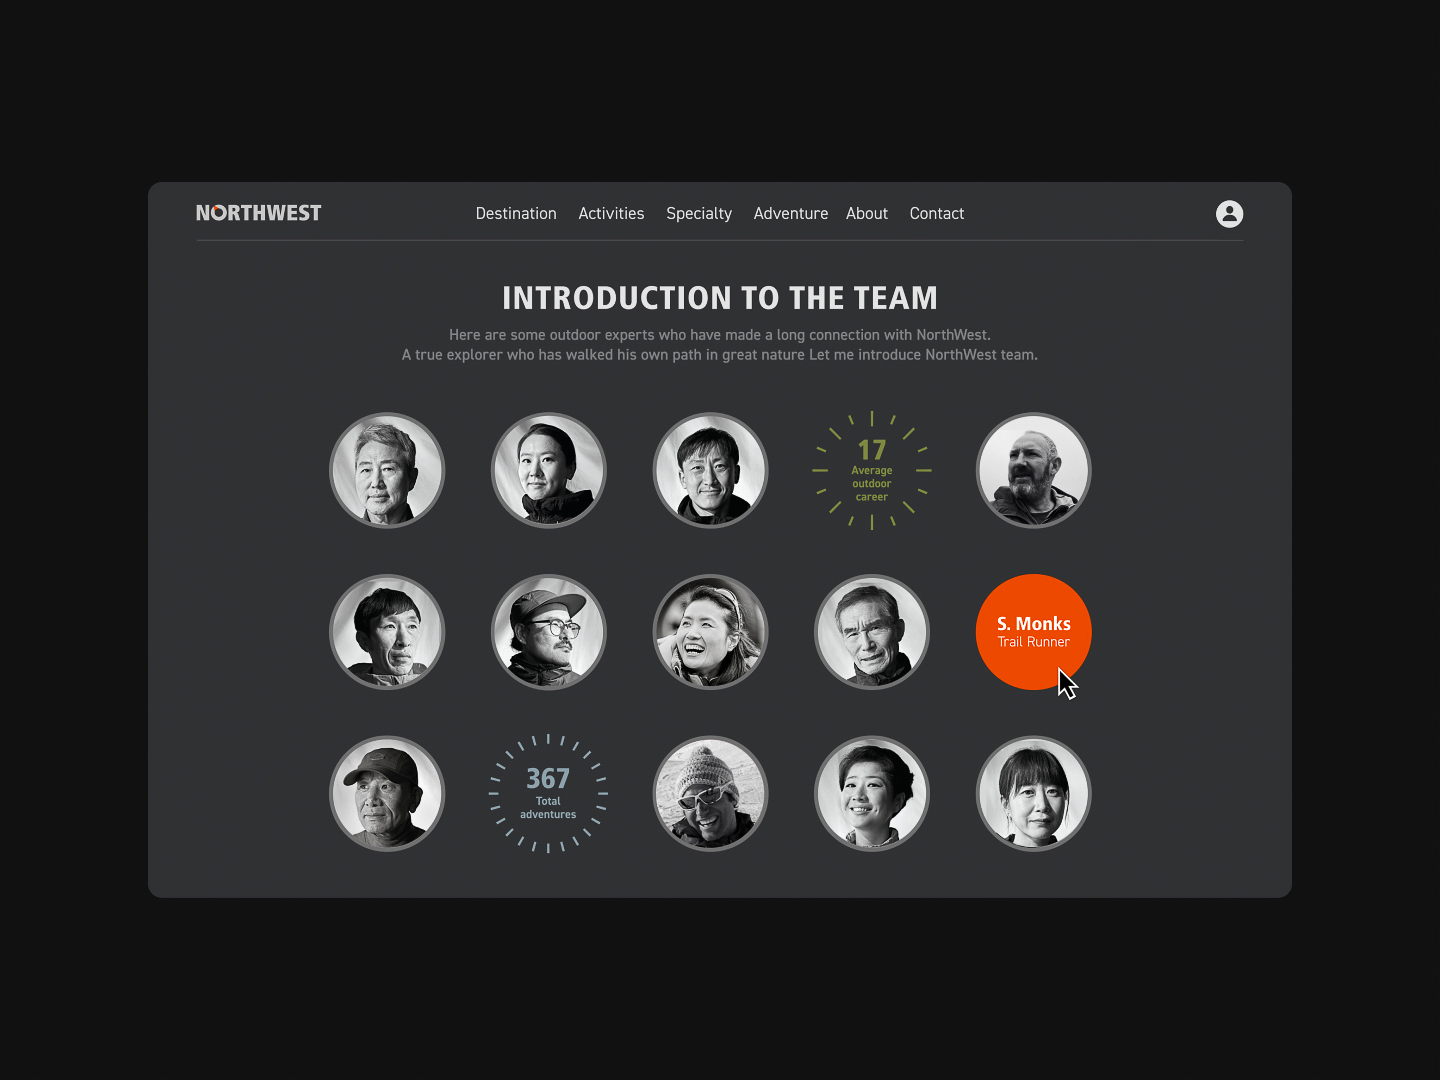 NORTHWEST
Destination Activities Specialty Adventure About Contact
INTRODUCTION TO THE TEAM
Here are some outdoor experts who have made a long connection with NorthWest.
A true explorer who has walked his own path in great nature Let me introduce NorthWest team.
17
Average
outdoor
career
S. Monks
Trail Runner
367
Total
adventures